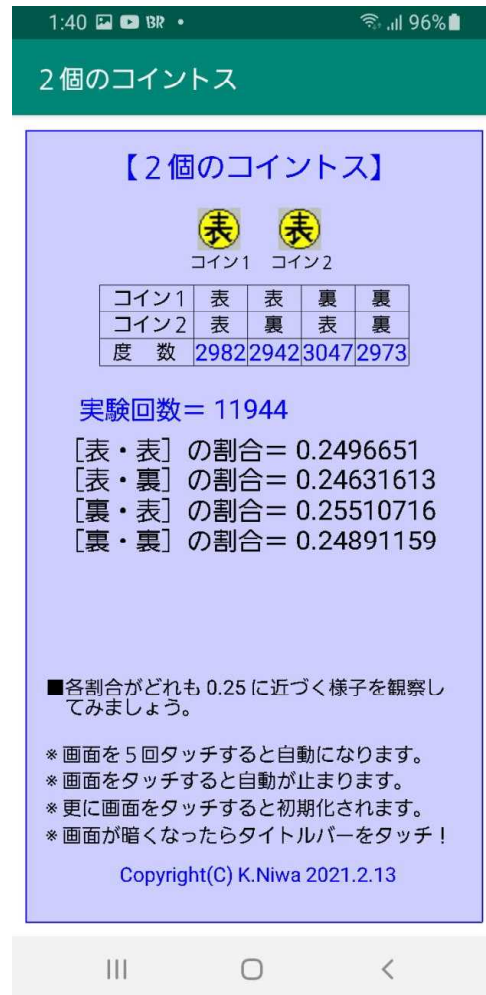 1:40 BR • 96%
2個のコイントス
【2個のコイントス】
表 表
コイン1 コイン2
コイン1 表 表 裏 裏
コイン2 表 裏 表 裏
度 数 2982 2942 3047 2973
実験回数＝ 11944
［表・表］の割合＝ 0.2496651
［表・裏］の割合＝ 0.24631613
［裏・表］の割合＝ 0.25510716
［裏・裏］の割合＝ 0.24891159
■各割合がどれも 0.25 に近づく様子を観察し
てみましょう。
※画面を5回タッチすると自動になります。
※画面をタッチすると自動が止まります。
※更に画面をタッチすると初期化されます。
※画面が暗くなったらタイトルバーをタッチ！
Copyright(C) K.Niwa 2021.2.13